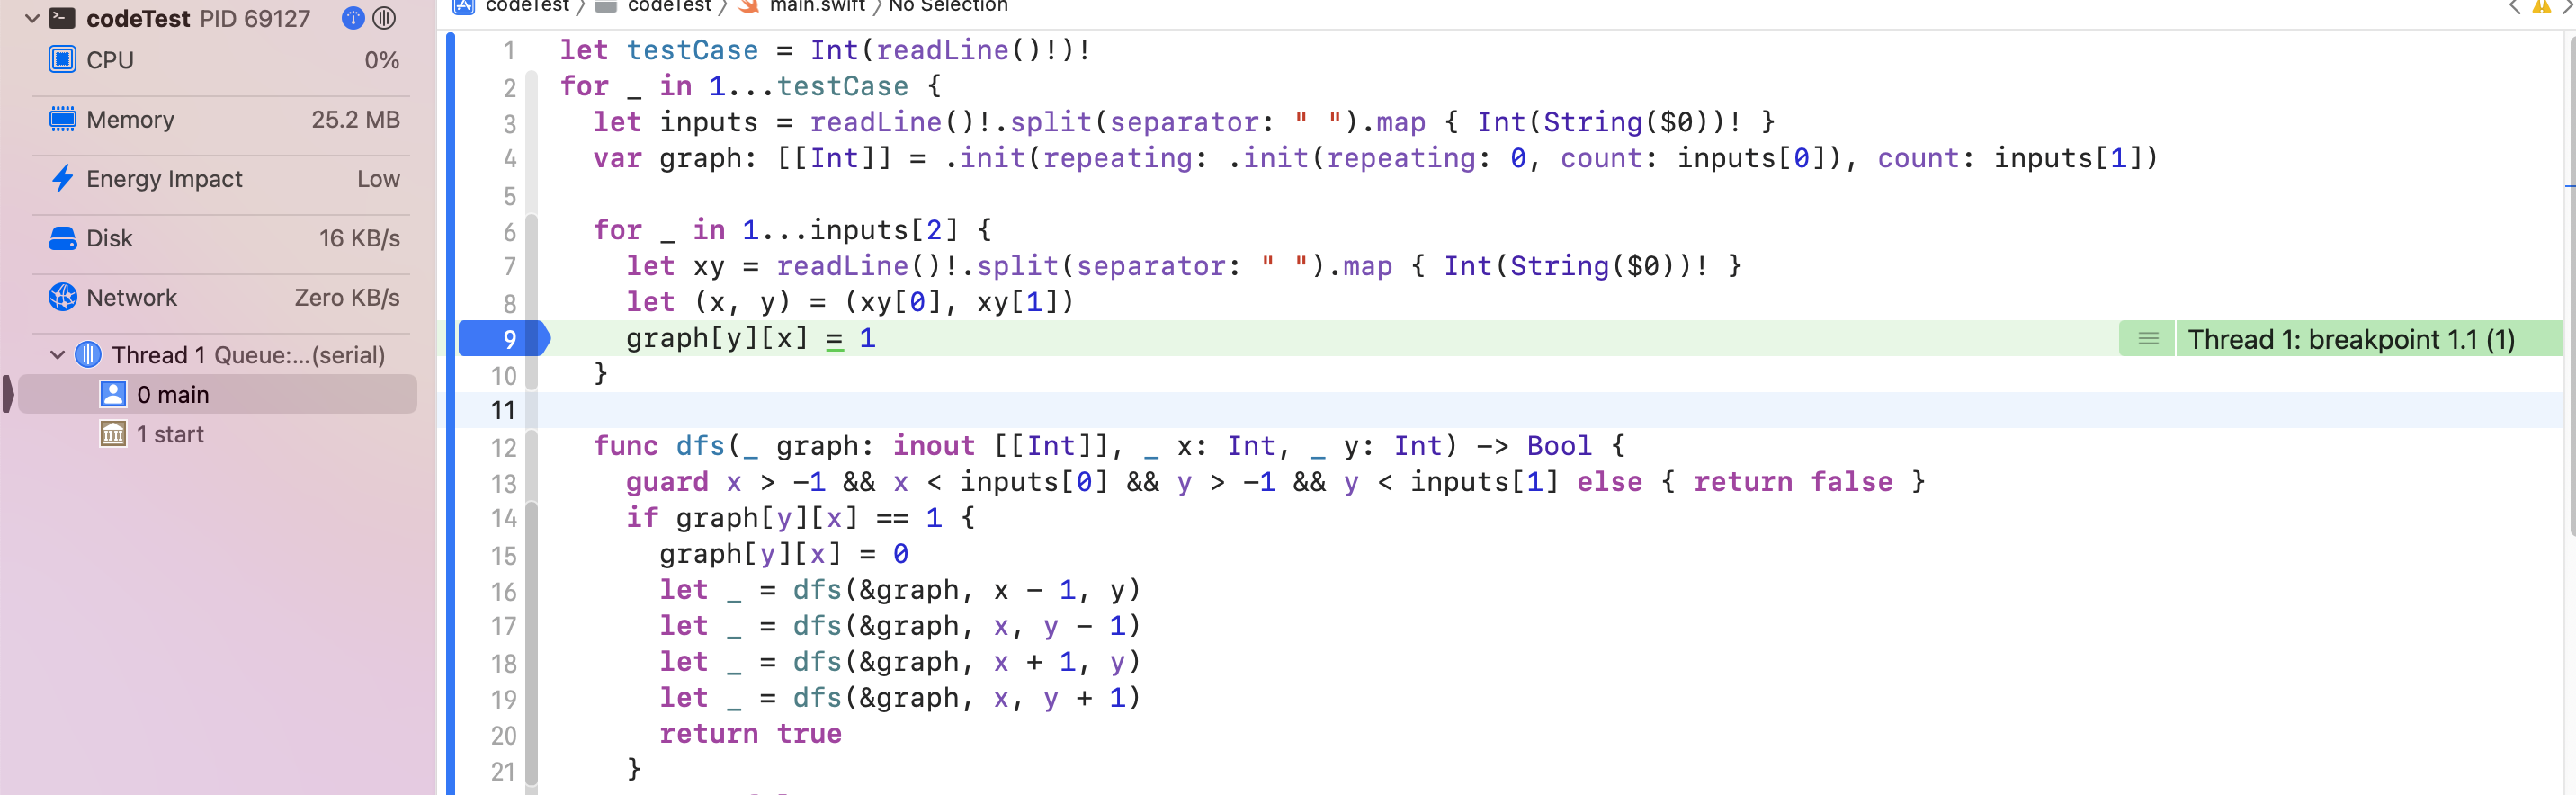 codeTest PID 69127
CPU 0%
Memory 25.2 MB
Energy Impact Low
Disk 16 KB/s
Network Zero KB/s
Thread 1 Queue:...(serial)
0 main
1 start
codeTest 〉 codeTest 〉 main.swift 〉 No Selection
1 let testCase = Int(readLine()!)!
2 for _ in 1...testCase {
3 let inputs = readLine()!.split(separator: " ").map { Int(String($0))! }
4 var graph: [[Int]] = .init(repeating: .init(repeating: 0, count: inputs[0]), count: inputs[1])
5
6 for _ in 1...inputs[2] {
7 let xy = readLine()!.split(separator: " ").map { Int(String($0))! }
8 let (x, y) = (xy[0], xy[1])
9 graph[y][x] = 1 Thread 1: breakpoint 1.1 (1)
10 }
11
12 func dfs(_ graph: inout [[Int]], _ x: Int, _ y: Int) -> Bool {
13 guard x > -1 && x < inputs[0] && y > -1 && y < inputs[1] else { return false }
14 if graph[y][x] == 1 {
15 graph[y][x] = 0
16 let _ = dfs(&graph, x - 1, y)
17 let _ = dfs(&graph, x, y - 1)
18 let _ = dfs(&graph, x + 1, y)
19 let _ = dfs(&graph, x, y + 1)
20 return true
21 }